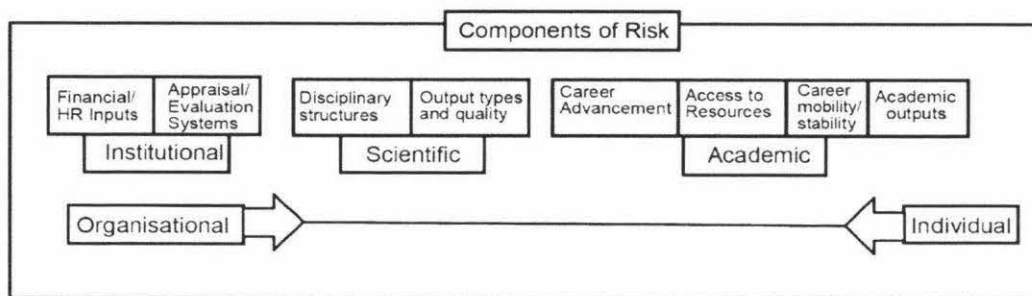 Components of Risk
Financial/
HR Inputs
Appraisal/
Evaluation
Systems
Institutional
Disciplinary
structures
Output types
and quality
Scientific
Career
Advancement
Access to
Resources
Career
mobility/
stability
Academic
outputs
Academic
Organisational
Individual